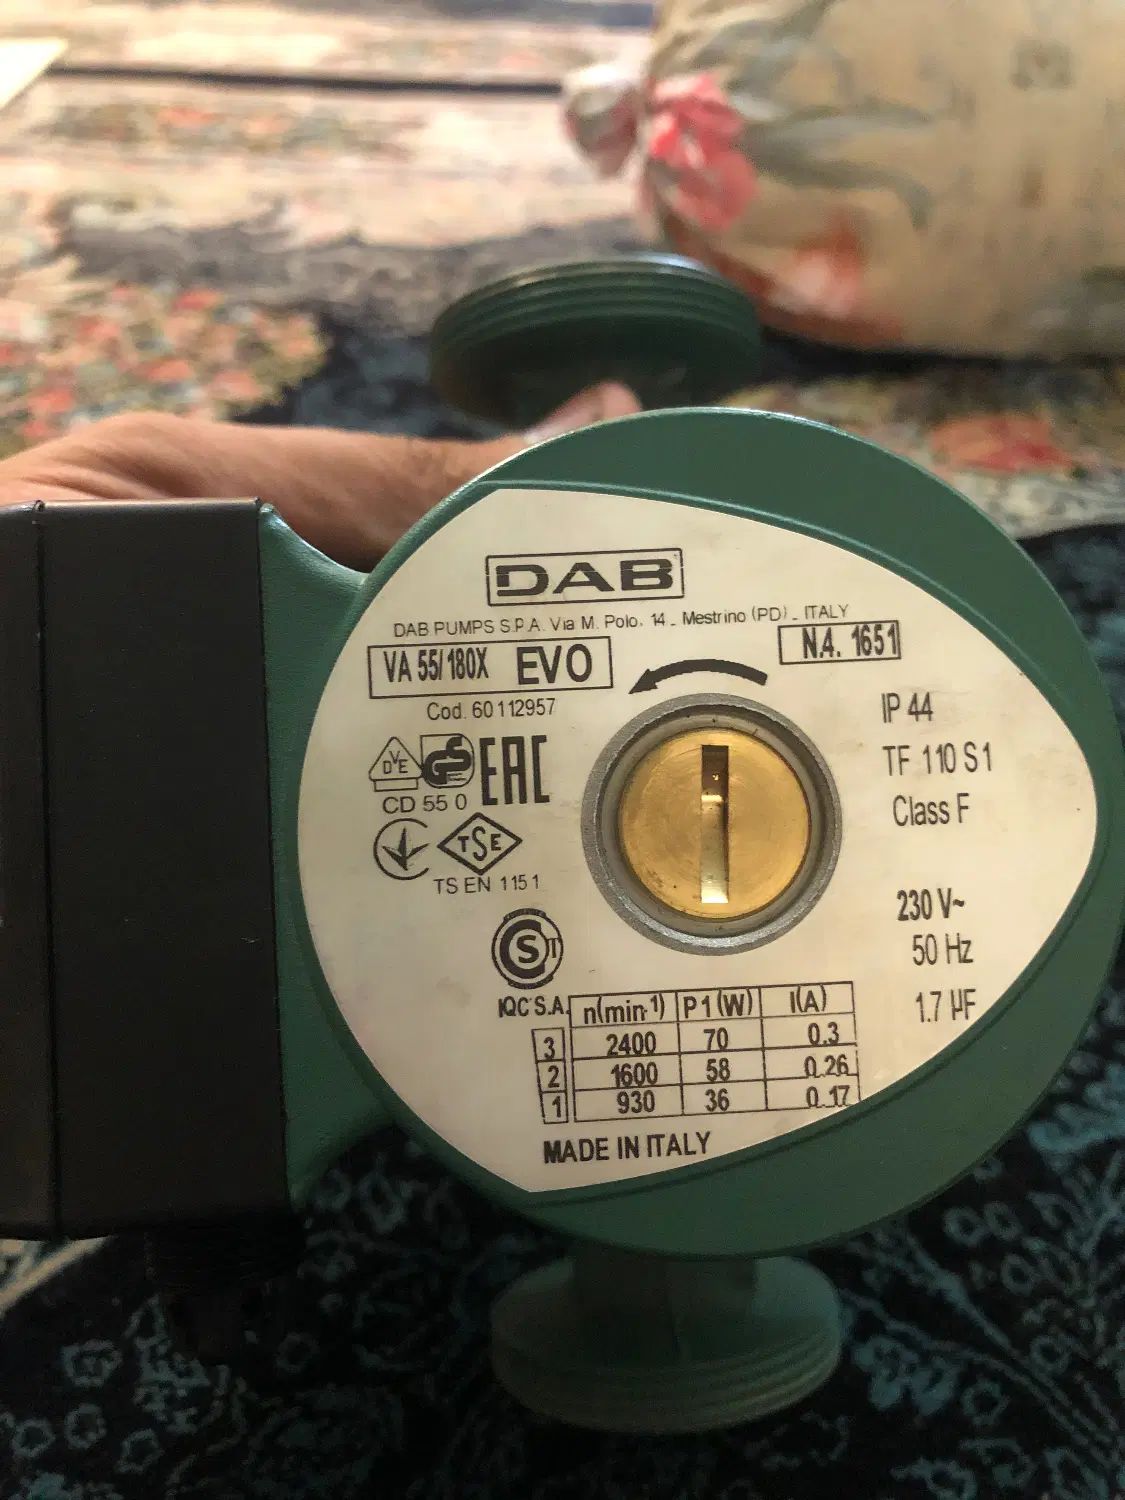 DAB
DAB PUMPS S.P.A. Via M. Polo, 14 - Mestrino (PD) - ITALY
VA 55/180X EVO
N.4. 1651
Cod. 60112957
IP 44
TF 110 S1
Class F
DVE GS EAC
CD 55 0
TSE
TS EN 1151
230 V~
50 Hz
1.7 µF
S T
IQC S.A.
n(min-1) P1(W) I(A)
3 2400 70 0.3
2 1600 58 0.26
1 930 36 0.17
MADE IN ITALY